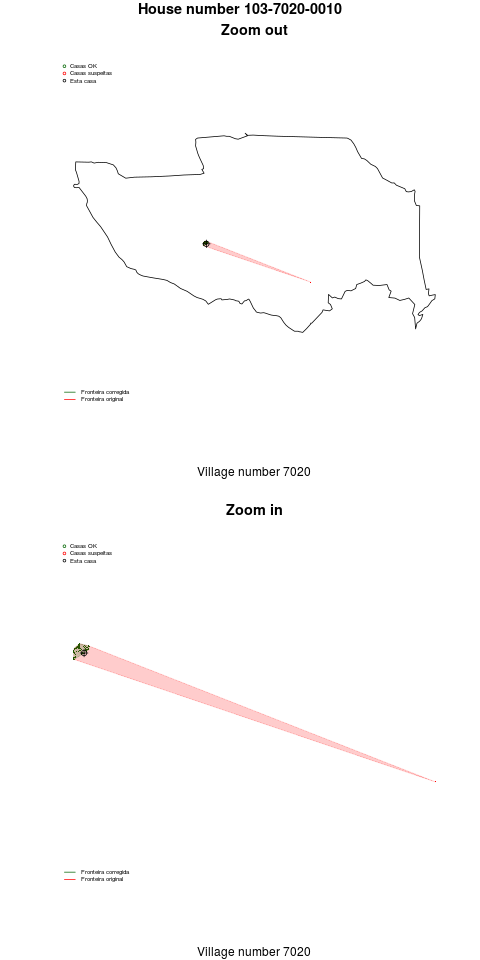 House number 103-7020-0010
Zoom out
Casas OK
Casas suspeitas
Esta casa
Fronteira corregida
Fronteira original
Village number 7020
Zoom in
Casas OK
Casas suspeitas
Esta casa
Fronteira corregida
Fronteira original
Village number 7020